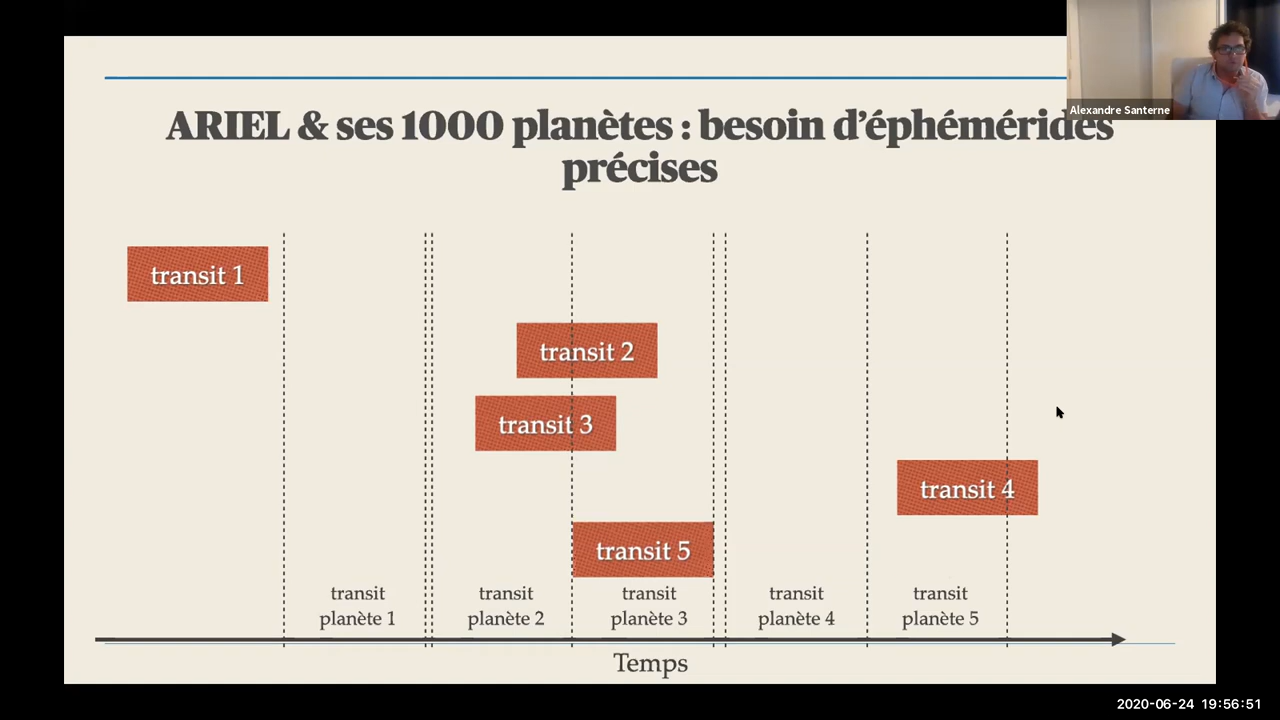 Alexandre Santerne
ARIEL & ses 1000 planètes : besoin d'éphémérides
précises
transit 1
transit 2
transit 3
transit 4
transit 5
transit
planète 1
transit
planète 2
transit
planète 3
transit
planète 4
transit
planète 5
Temps
2020-06-24 19:56:51